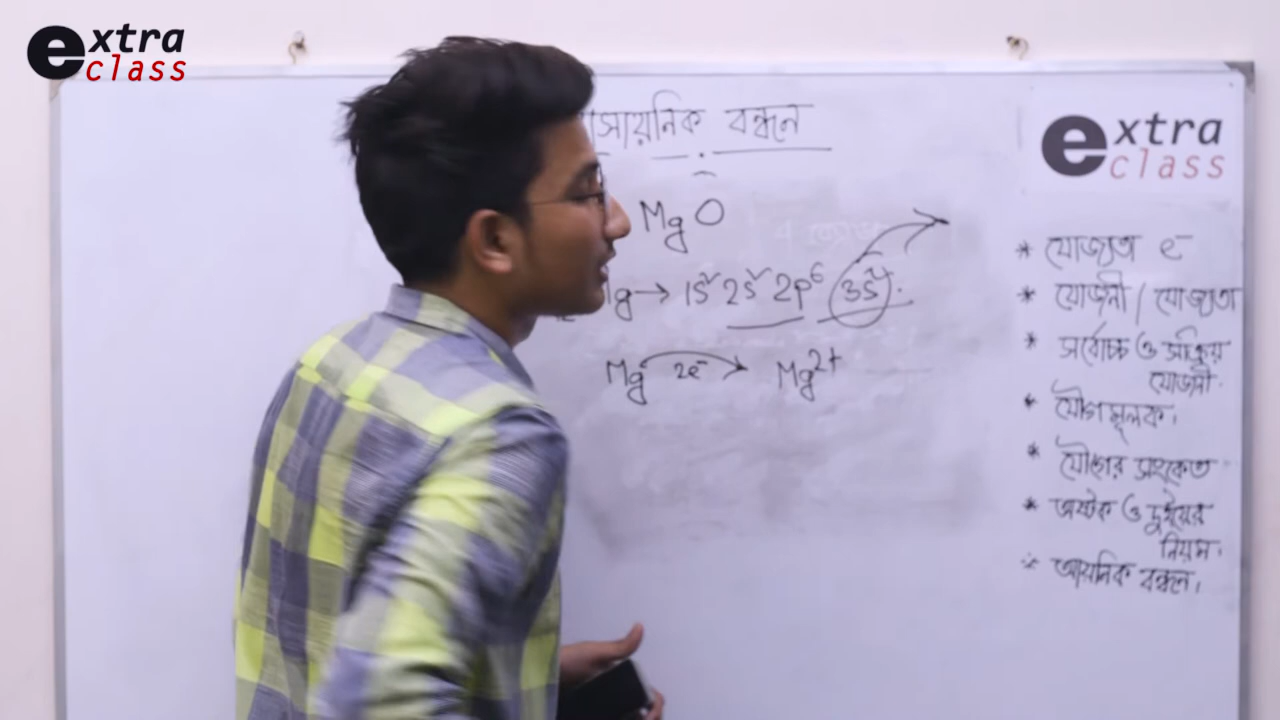 extra
class
রাসায়নিক বন্ধন
extra
class
MgO
Mg → 1s² 2s² 2p⁶ 3s²
Mg 2e⁻ → Mg²⁺
* যোজ্যতা e⁻
* যোজনী / যোজ্যতা
* সর্বোচ্চ ও সক্রিয়
যোজনী.
* যৌগমূলক।
* যৌগের সংকেত
* অষ্টক ও দুইয়ের
নিয়ম.
* আয়নিক বন্ধন।